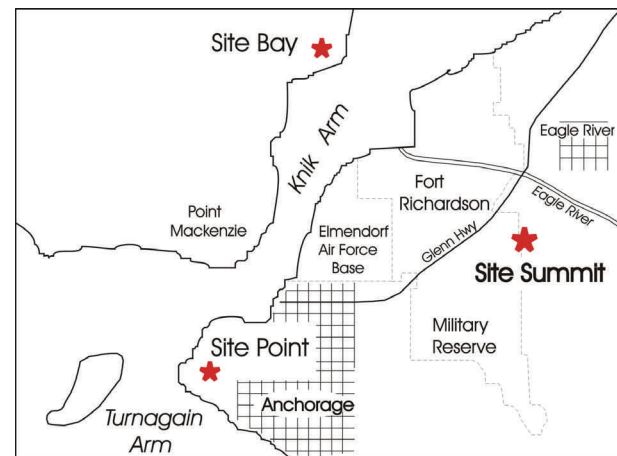 Site Bay
Knik Arm
Eagle River
Fort
Richardson
Eagle River
Point
Mackenzie
Elmendorf
Air Force
Base
Glenn Hwy
Site Summit
Military
Reserve
Site Point
Anchorage
Turnagain
Arm